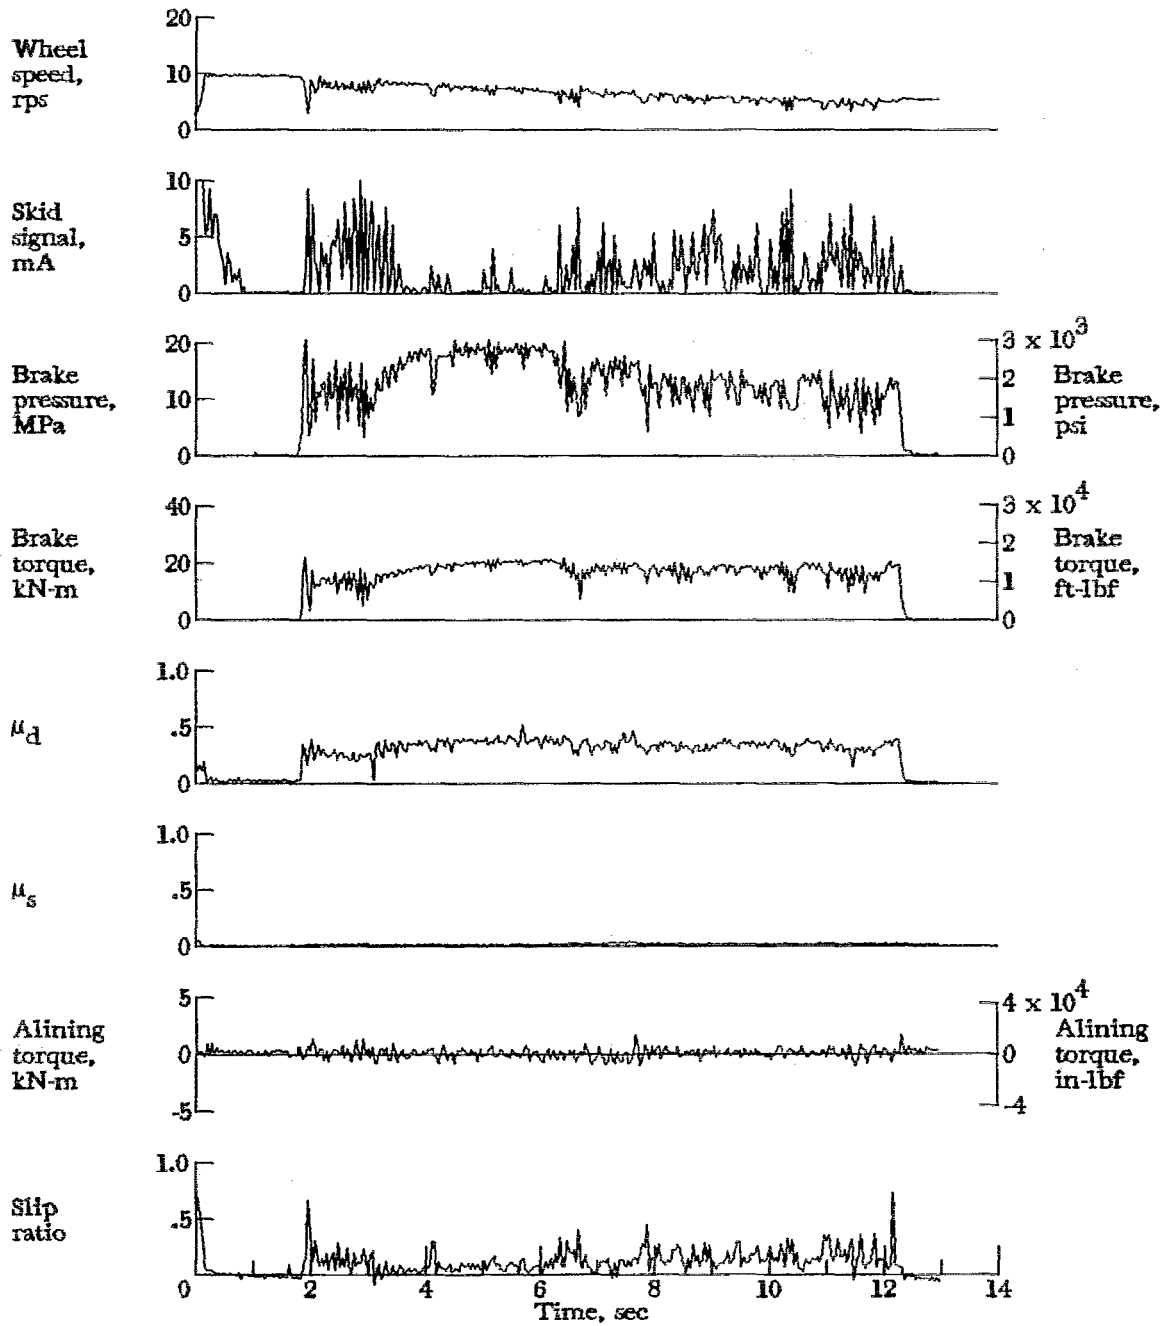 20
Wheel
speed,
rps
10
0
10
Skid
signal,
mA
5
0
20
3 x 10^3
Brake
pressure,
MPa
10
2
1
Brake
pressure,
psi
0
0
40
3 x 10^4
Brake
torque,
kN-m
20
2
1
Brake
torque,
ft-lbf
0
0
1.0
μd
.5
0
1.0
μs
.5
0
5
4 x 10^4
Alining
torque,
kN-m
0
0
Alining
torque,
in-lbf
-5
-4
1.0
Slip
ratio
.5
0 2 4 6 8 10 12 14
Time, sec